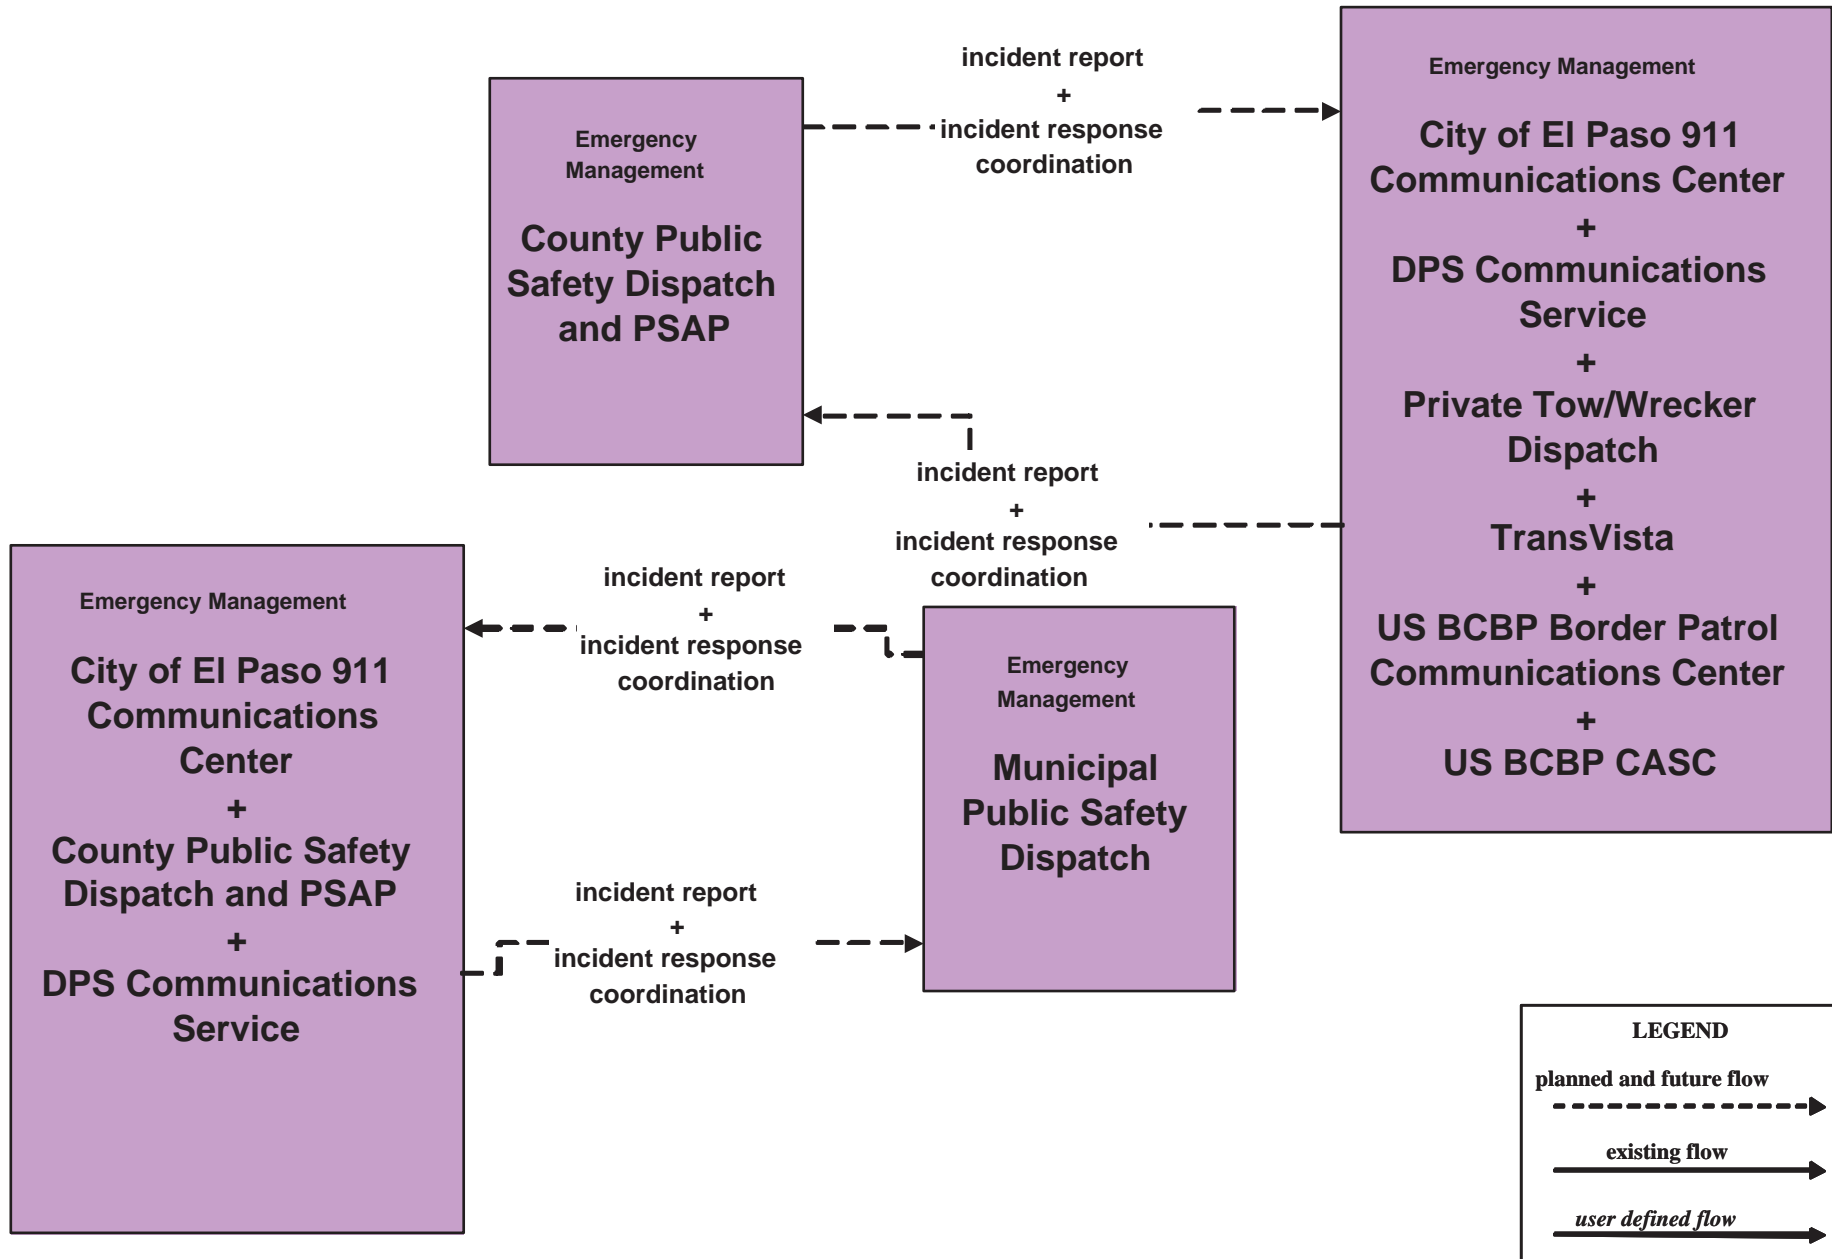 Emergency
Management
County Public
Safety Dispatch
and PSAP
incident report
+
incident response
coordination
Emergency Management
City of El Paso 911
Communications Center
+
DPS Communications
Service
+
Private Tow/Wrecker
Dispatch
+
TransVista
+
US BCBP Border Patrol
Communications Center
+
US BCBP CASC
incident report
+
incident response
coordination
Emergency Management
City of El Paso 911
Communications
Center
+
County Public Safety
Dispatch and PSAP
+
DPS Communications
Service
incident report
+
incident response
coordination
Emergency
Management
Municipal
Public Safety
Dispatch
incident report
+
incident response
coordination
LEGEND
planned and future flow
existing flow
user defined flow